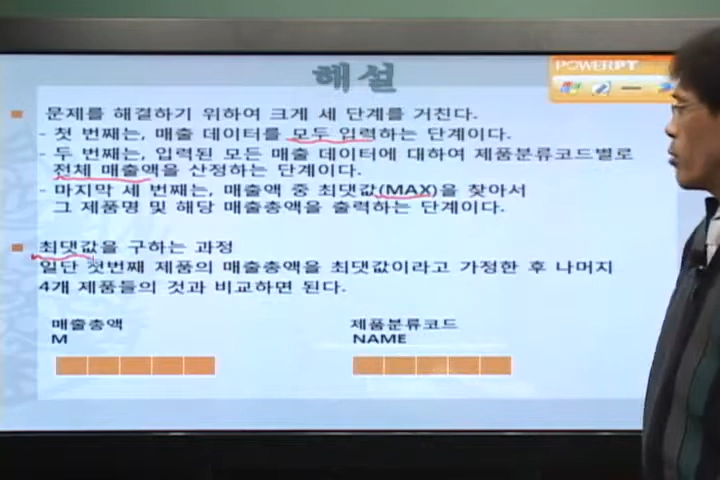 해설
POWERPT
문제를 해결하기 위하여 크게 세 단계를 거친다.
- 첫 번째는, 매출 데이터를 모두 입력하는 단계이다.
- 두 번째는, 입력된 모든 매출 데이터에 대하여 제품분류코드별로
전체 매출액을 산정하는 단계이다.
- 마지막 세 번째는, 매출액 중 최댓값(MAX)을 찾아서
그 제품명 및 해당 매출총액을 출력하는 단계이다.
최댓값을 구하는 과정
일단 첫번째 제품의 매출총액을 최댓값이라고 가정한 후 나머지
4개 제품들의 것과 비교하면 된다.
매출총액 제품분류코드
M NAME